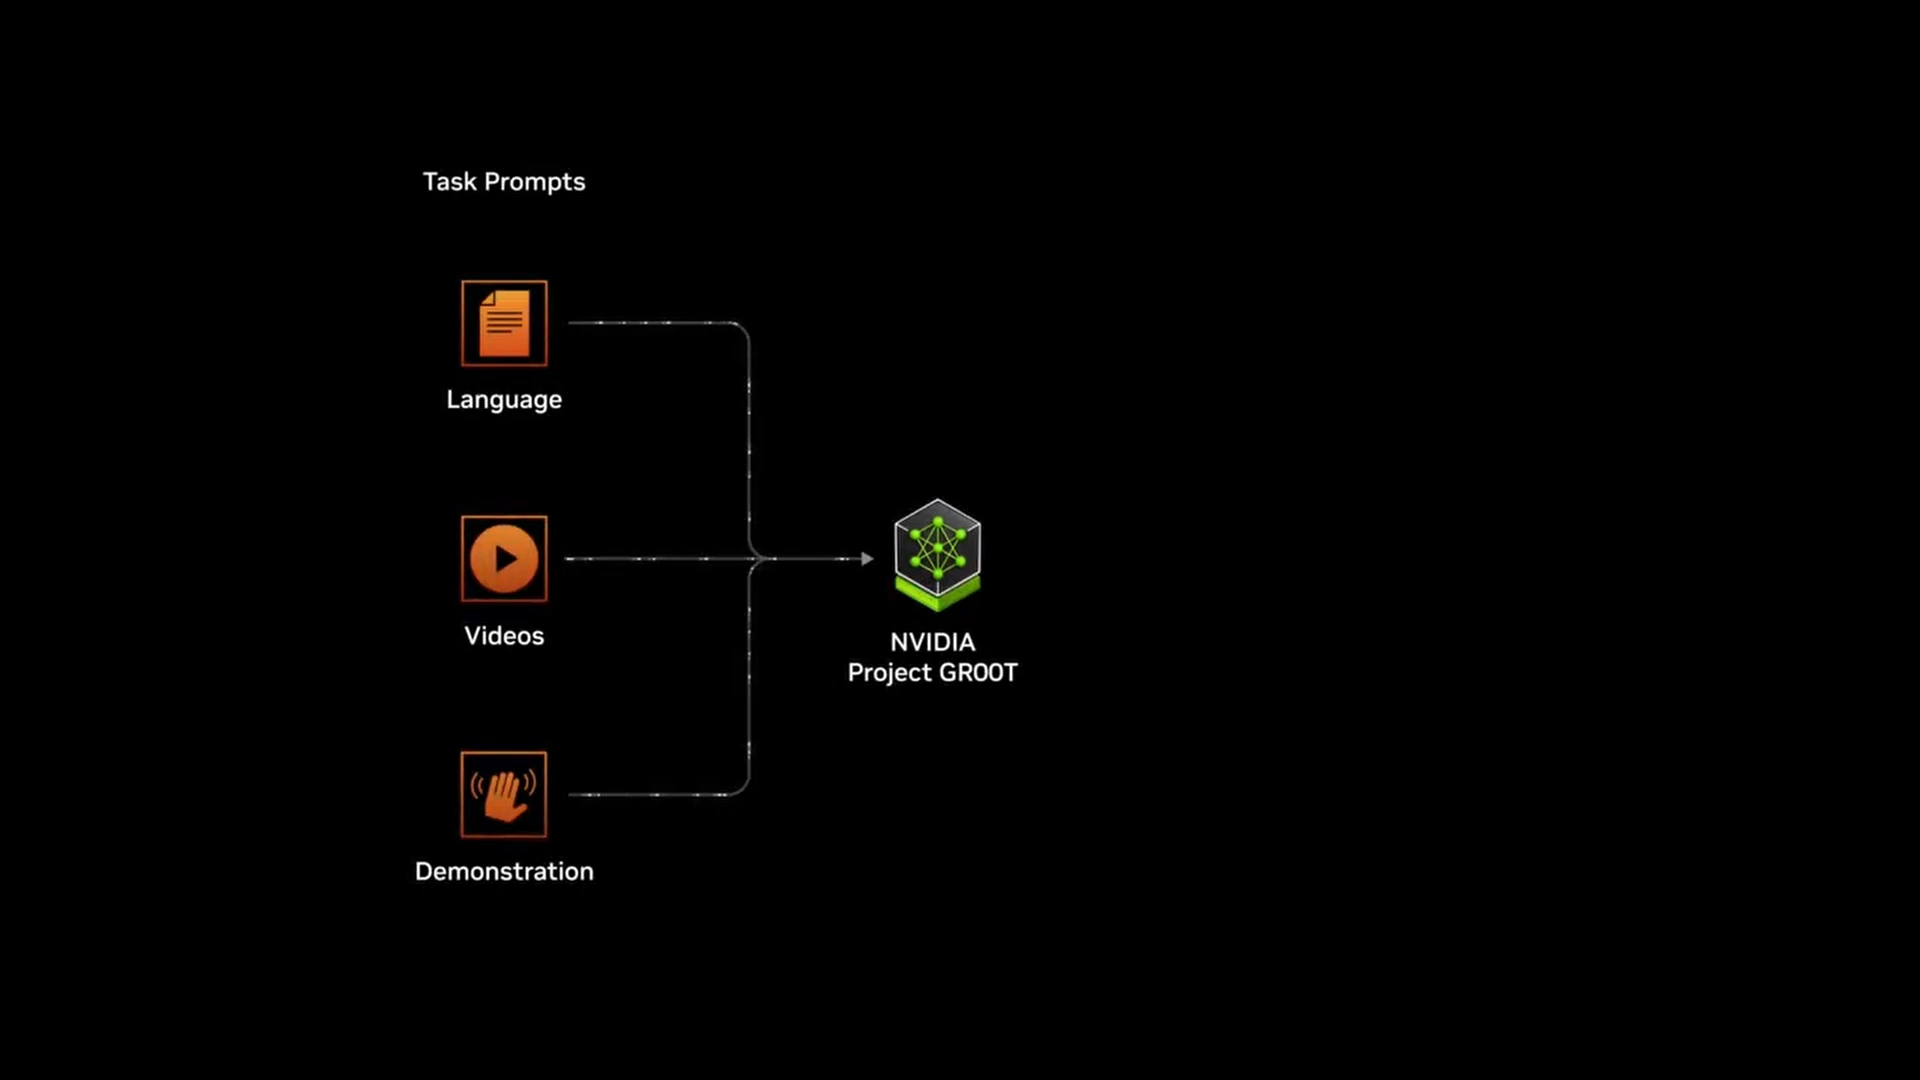 Task Prompts
Language
Videos
Demonstration
NVIDIA
Project GR00T